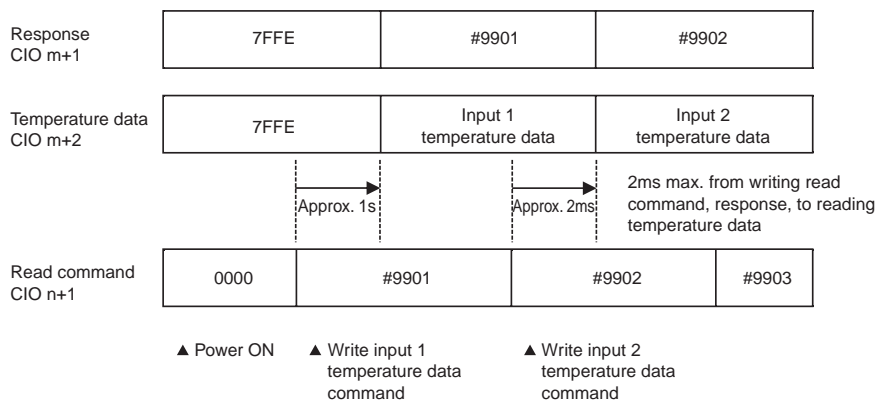 Response
CIO m+1
7FFE
#9901
#9902
Temperature data
CIO m+2
7FFE
Input 1
temperature data
Input 2
temperature data
Approx. 1s
Approx. 2ms
2ms max. from writing read
command, response, to reading
temperature data
Read command
CIO n+1
0000
#9901
#9902
#9903
▲ Power ON
▲ Write input 1
temperature data
command
▲ Write input 2
temperature data
command